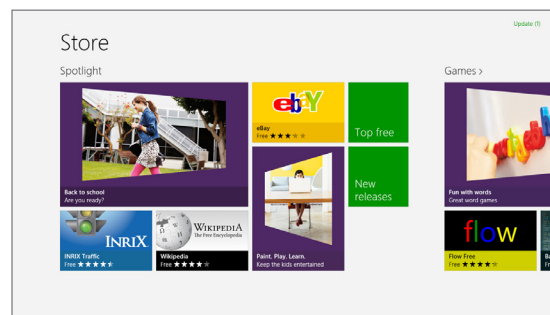 Update (1)
Store
Spotlight
Games >
ebaY
eBay
Free
Top free
New
releases
Back to school
Are you ready?
INRIX
INRIX Traffic
Free
WIKIPEDIA
The Free Encyclopedia
Wikipedia
Free
Paint. Play. Learn.
Keep the kids entertained
Fun with words
Great word games
flow
Flow Free
Free